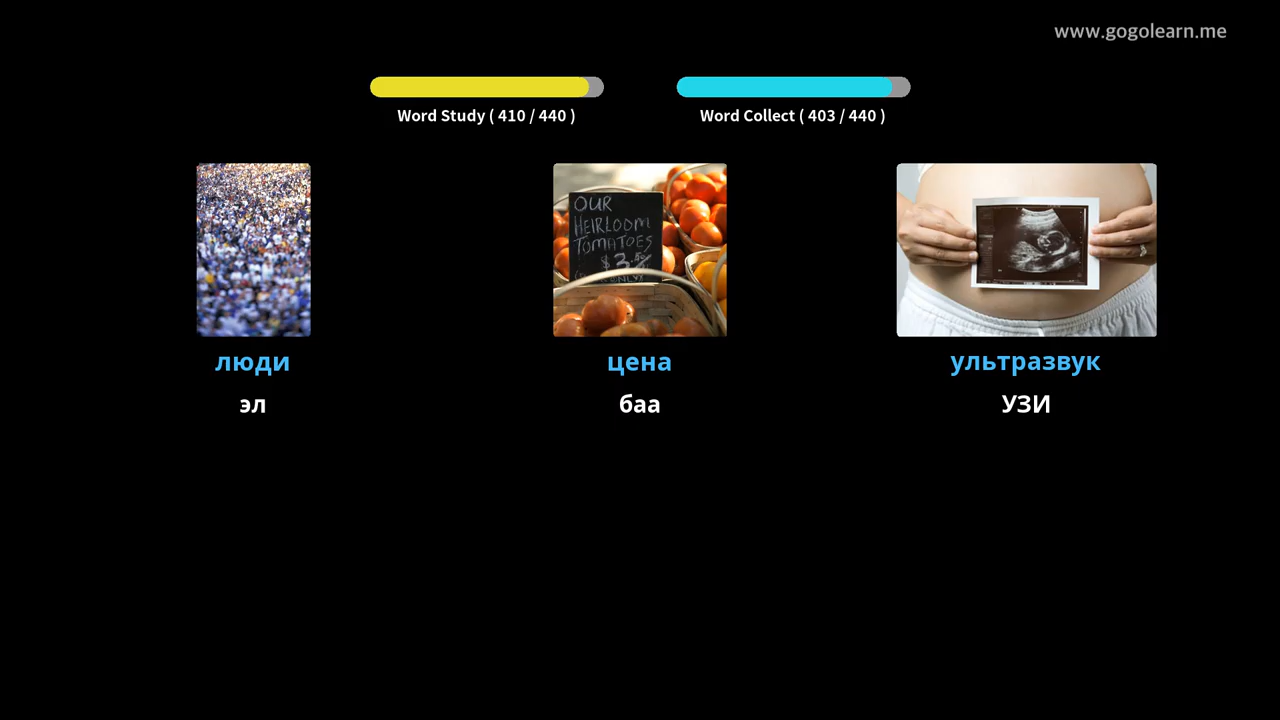 www.gogolearn.me
Word Study ( 410 / 440 )
Word Collect ( 403 / 440 )
OUR
HEIRLOOM
TOMATOES
люди
цена
ультразвук
эл
баа
УЗИ